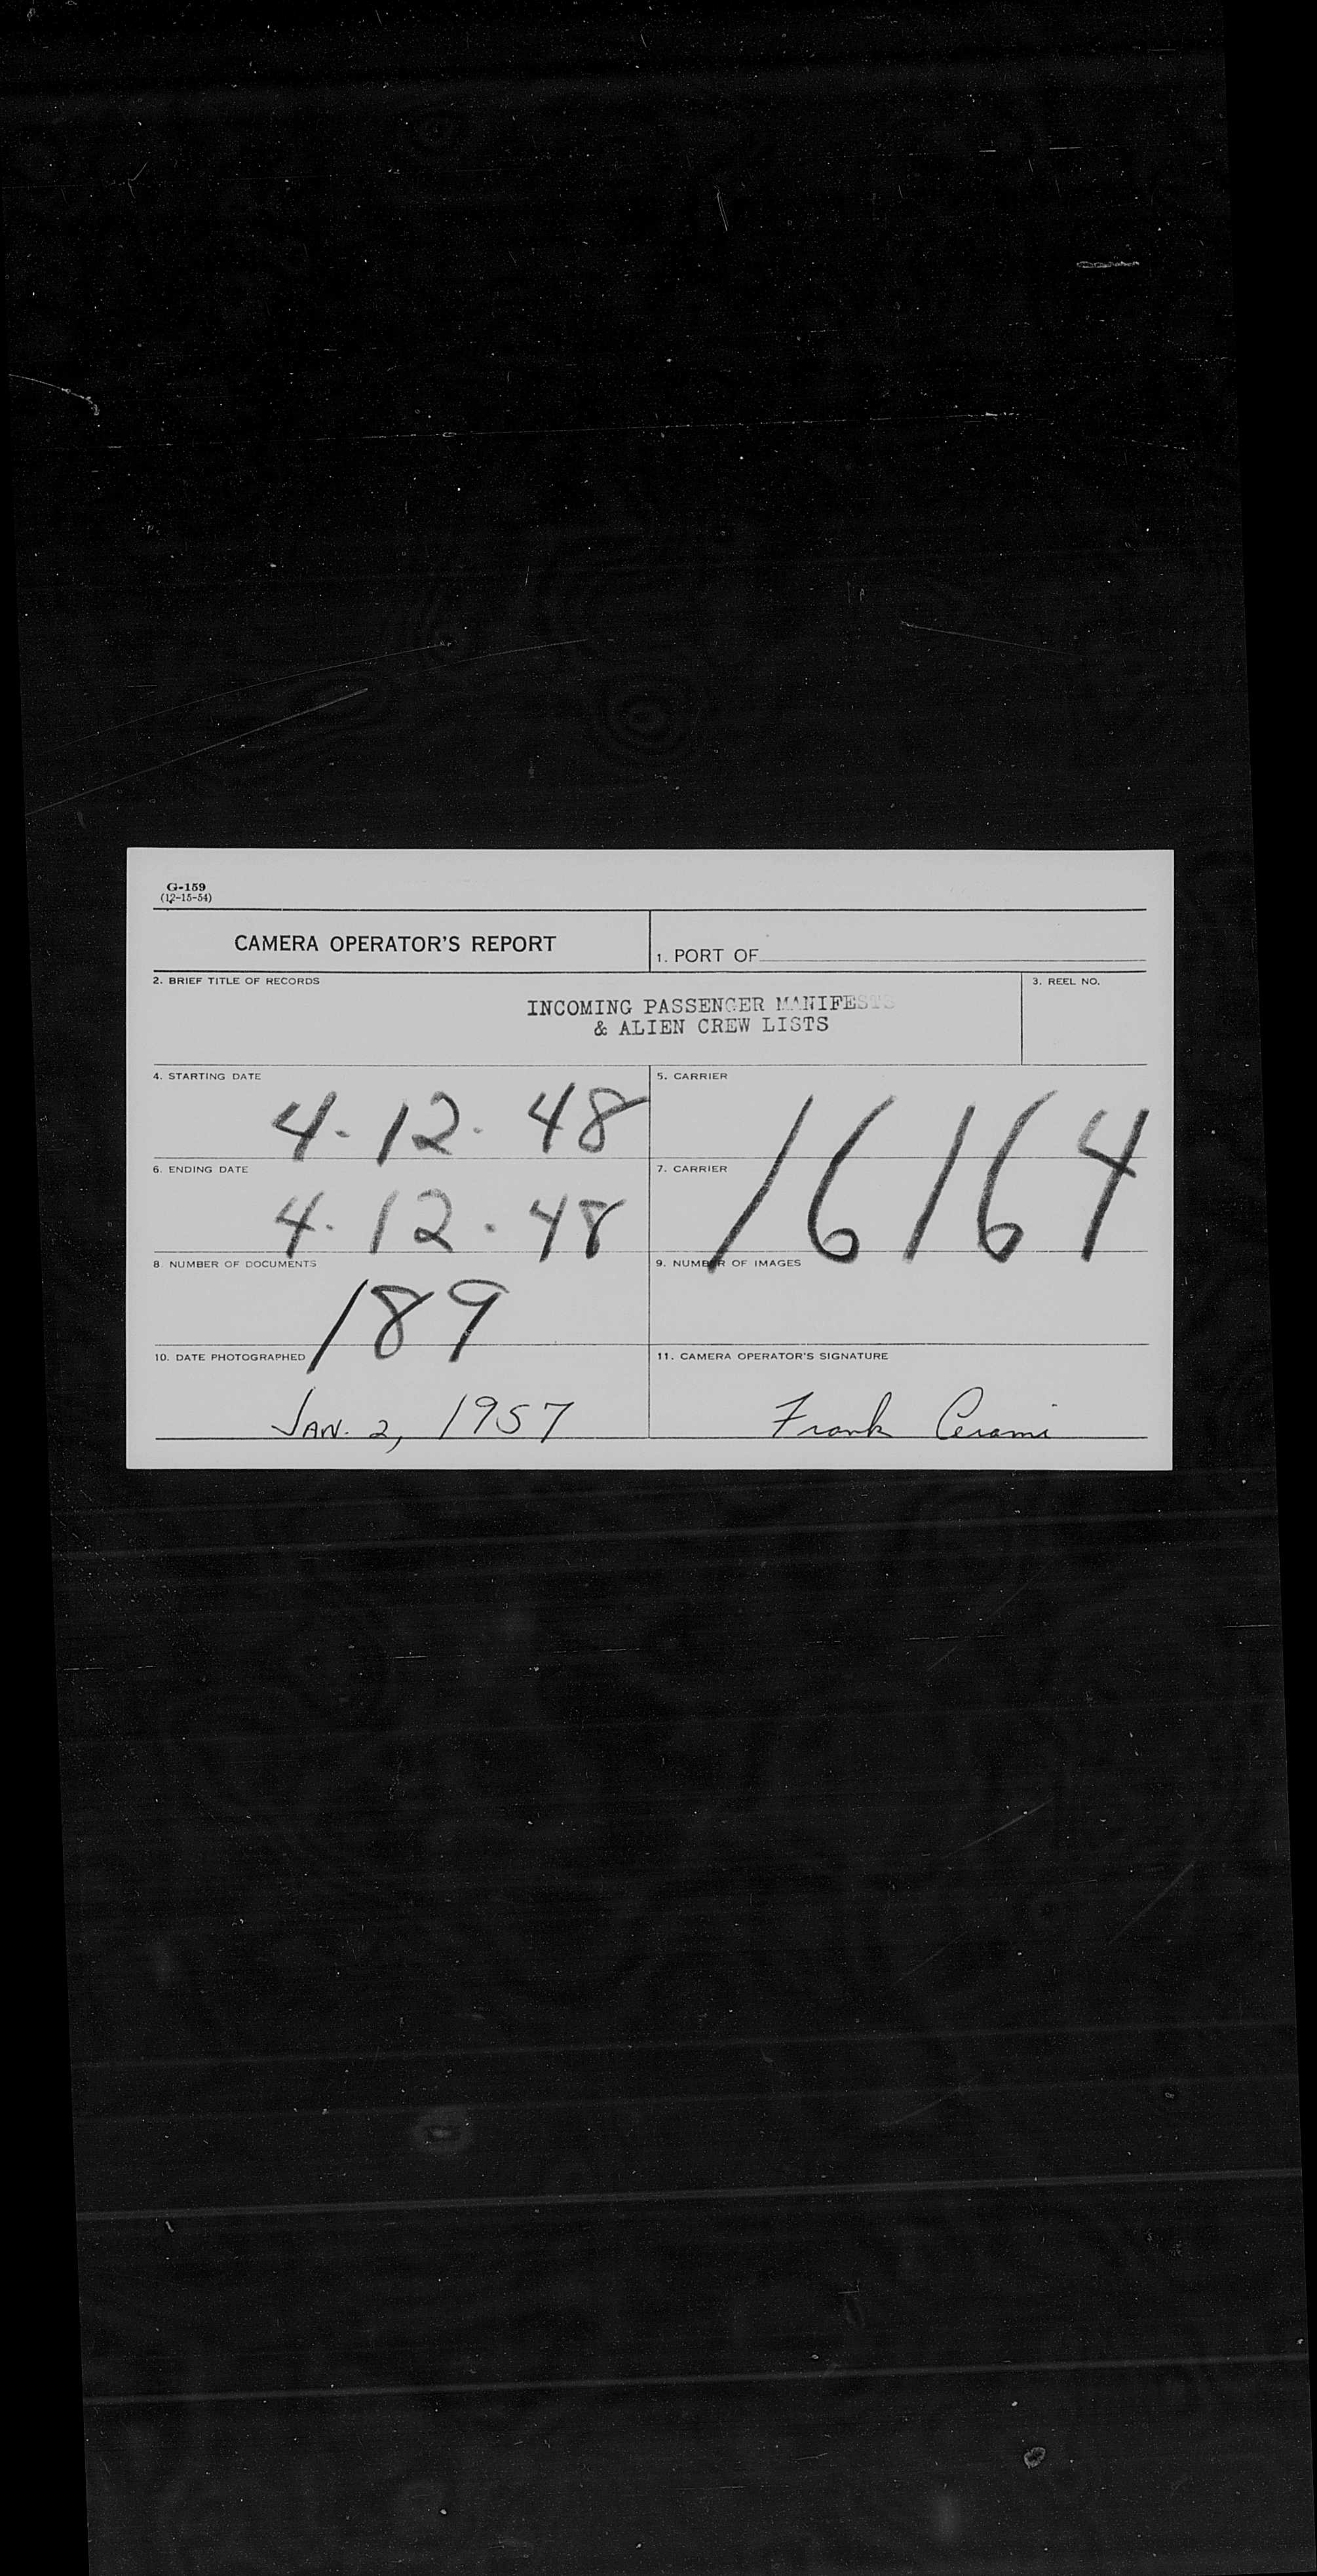 G-159
(12-15-54)
CAMERA OPERATOR'S REPORT
1. PORT OF
2. BRIEF TITLE OF RECORDS
3. REEL NO.
INCOMING PASSENGER MANIFESTS
& ALIEN CREW LISTS
4. STARTING DATE
4-12-48
5. CARRIER
16164
6. ENDING DATE
4-12-48
7. CARRIER
8. NUMBER OF DOCUMENTS
189
9. NUMBER OF IMAGES
10. DATE PHOTOGRAPHED
JAN. 2, 1957
11. CAMERA OPERATOR'S SIGNATURE
Frank Cerami